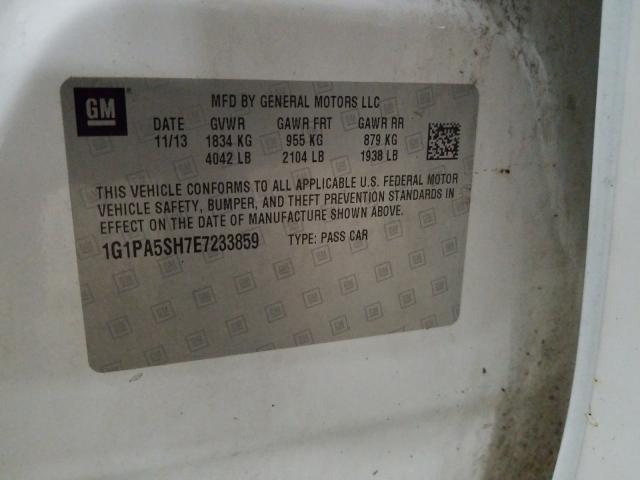 GM
MFD BY GENERAL MOTORS LLC
DATE GVWR GAWR FRT GAWR RR
11/13 1834 KG 955 KG 879 KG
4042 LB 2104 LB 1938 LB
THIS VEHICLE CONFORMS TO ALL APPLICABLE U.S. FEDERAL MOTOR
VEHICLE SAFETY, BUMPER, AND THEFT PREVENTION STANDARDS IN
EFFECT ON THE DATE OF MANUFACTURE SHOWN ABOVE.
1G1PA5SH7E7233859 TYPE: PASS CAR